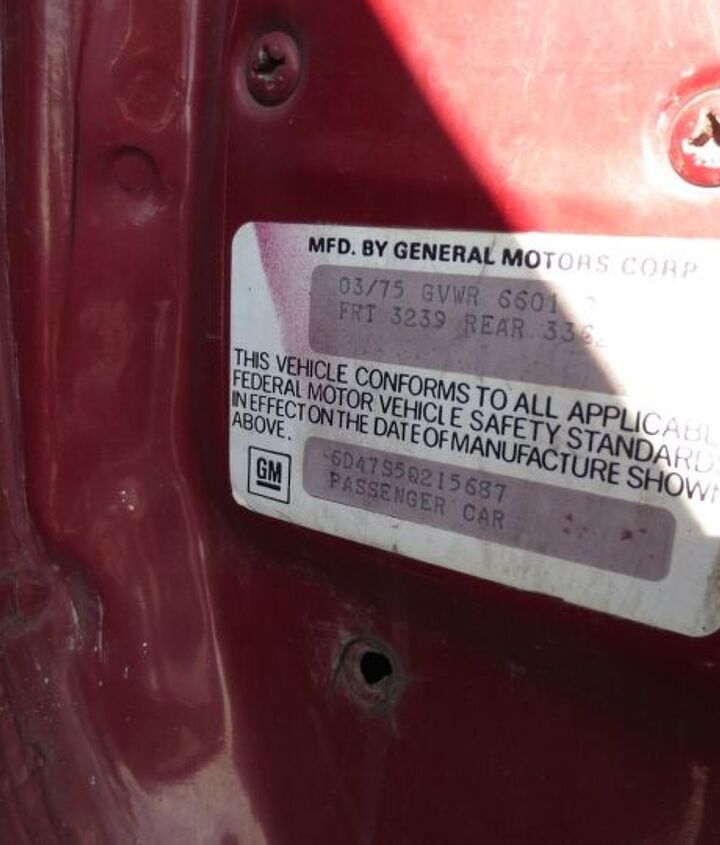 MFD. BY GENERAL MOTORS CORP.
03/75 GVWR
FRT 3239 REAR
THIS VEHICLE CONFORMS TO ALL
FEDERAL MOTOR VEHICLE SAFETY
IN EFFECT ON THE DATE OF MANUFACTURE
ABOVE.
GM
6D47S5Q215687
PASSENGER CAR